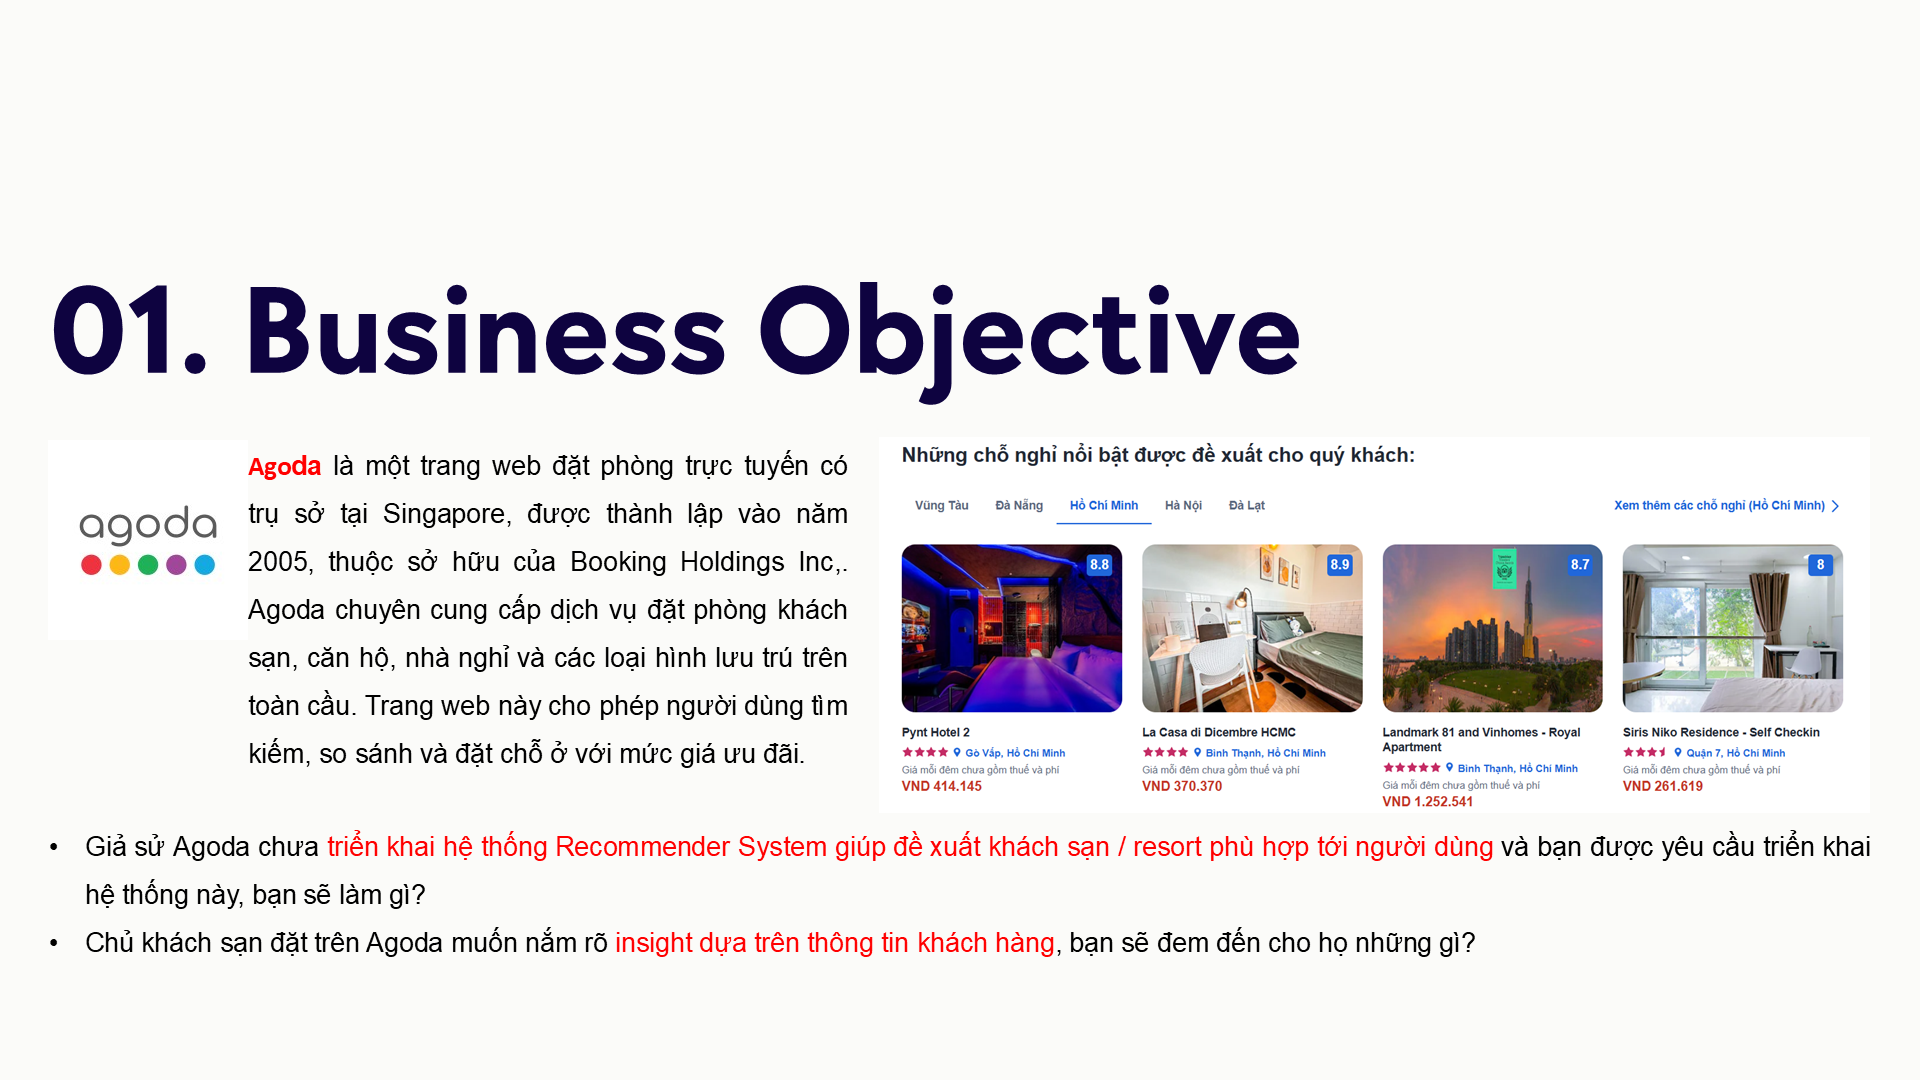 01. Business Objective
agoda
Agoda là một trang web đặt phòng trực tuyến có
trụ sở tại Singapore, được thành lập vào năm
2005, thuộc sở hữu của Booking Holdings Inc,.
Agoda chuyên cung cấp dịch vụ đặt phòng khách
sạn, căn hộ, nhà nghỉ và các loại hình lưu trú trên
toàn cầu. Trang web này cho phép người dùng tìm
kiếm, so sánh và đặt chỗ ở với mức giá ưu đãi.
Những chỗ nghỉ nổi bật được đề xuất cho quý khách:
Vũng Tàu Đà Nẵng Hồ Chí Minh Hà Nội Đà Lạt Xem thêm các chỗ nghỉ (Hồ Chí Minh)
8.8
Pynt Hotel 2
Gò Vấp, Hồ Chí Minh
Giá mỗi đêm chưa gồm thuế và phí
VND 414.145
8.9
La Casa di Dicembre HCMC
Bình Thạnh, Hồ Chí Minh
Giá mỗi đêm chưa gồm thuế và phí
VND 370.370
8.7
Landmark 81 and Vinhomes - Royal
Apartment
Bình Thạnh, Hồ Chí Minh
Giá mỗi đêm chưa gồm thuế và phí
VND 1.252.541
8
Siris Niko Residence - Self Checkin
Quận 7, Hồ Chí Minh
Giá mỗi đêm chưa gồm thuế và phí
VND 261.619
• Giả sử Agoda chưa triển khai hệ thống Recommender System giúp đề xuất khách sạn / resort phù hợp tới người dùng và bạn được yêu cầu triển khai
hệ thống này, bạn sẽ làm gì?
• Chủ khách sạn đặt trên Agoda muốn nắm rõ insight dựa trên thông tin khách hàng, bạn sẽ đem đến cho họ những gì?